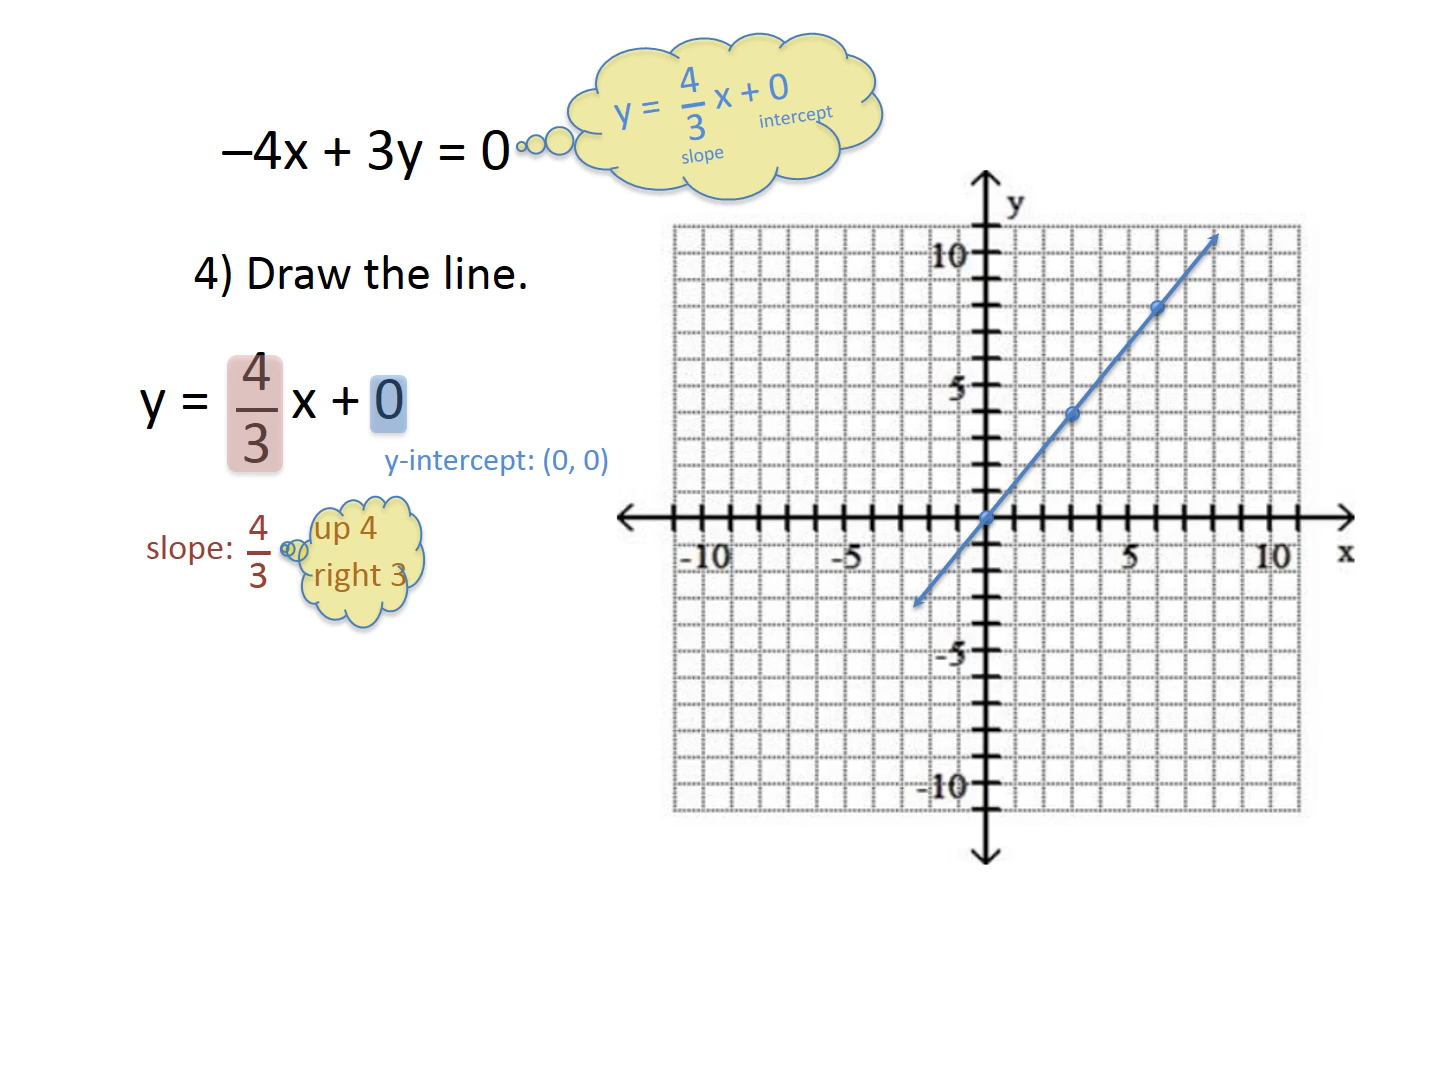 −4x + 3y = 0
y = 4/3 x + 0
slope
intercept
4) Draw the line.
y = 4/3 x + 0
y-intercept: (0, 0)
slope: 4/3
up 4
right 3
y
10
5
-10
-5
5
10
x
-5
-10